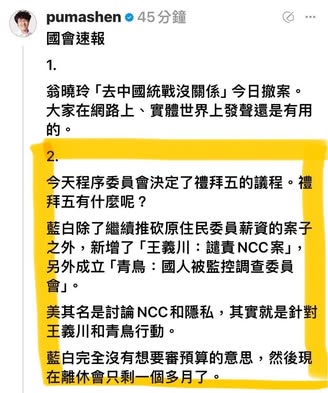 pumashen 45分鐘
國會速報
1.
翁曉玲「去中國統戰沒關係」今日撤案。
大家在網路上、實體世界上發聲還是有用
的。
2.
今天程序委員會決定了禮拜五的議程。禮
拜五有什麼呢？
藍白除了繼續推砍原住民委員薪資的案子
之外，新增了「王義川：譴責NCC案」，
另外成立「青鳥：國人被監控調查委員
會」。
美其名是討論NCC和隱私，其實就是針對
王義川和青鳥行動。
藍白完全沒有想要審預算的意思，然後現
在離休會只剩一個多月了。